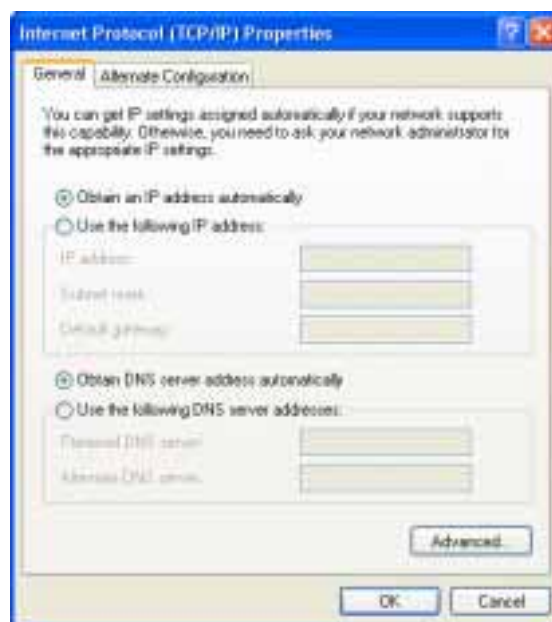 Internet Protocol (TCP/IP) Properties
General
Alternate Configuration
You can get IP settings assigned automatically if your network supports
this capability. Otherwise, you need to ask your network administrator for
the appropriate IP settings.
Obtain an IP address automatically
Use the following IP address:
IP address:
Subnet mask:
Default gateway:
Obtain DNS server address automatically
Use the following DNS server addresses:
Preferred DNS server:
Alternate DNS server:
Advanced...
OK
Cancel